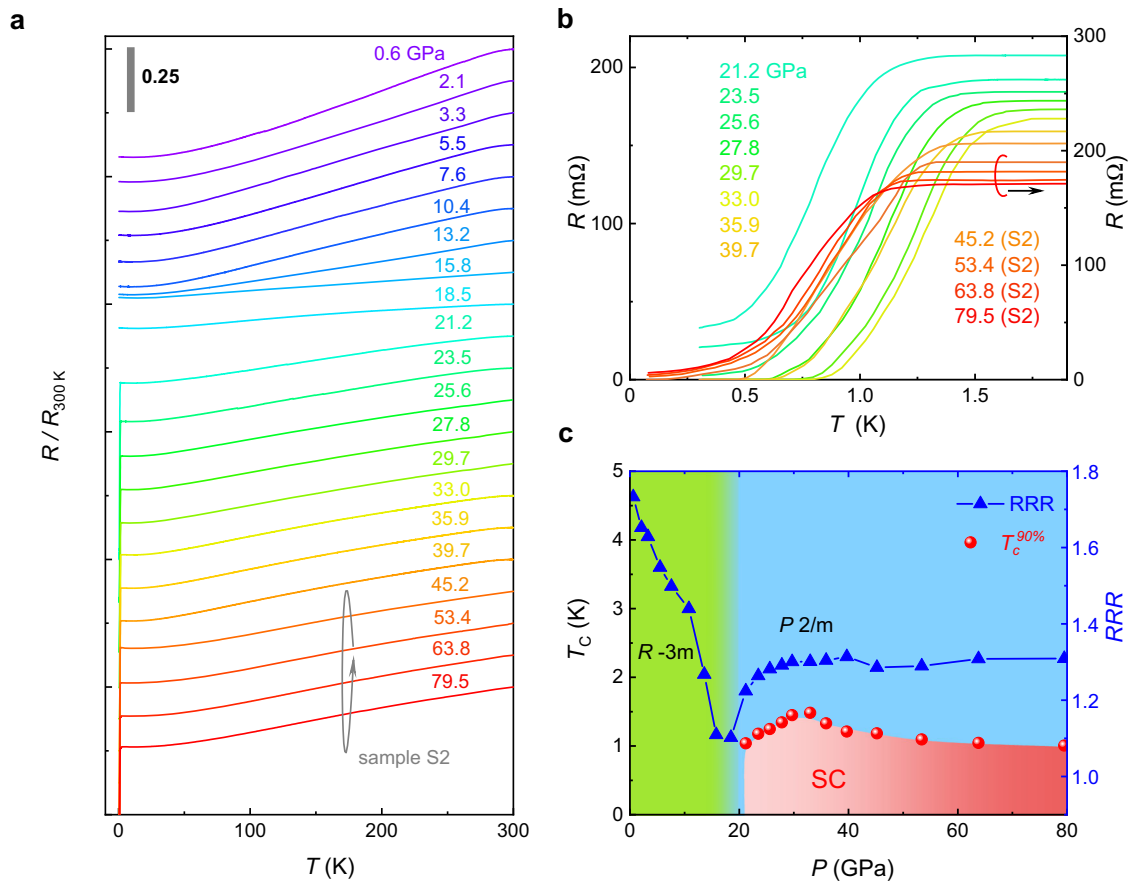 a
0.25
0.6 GPa
2.1
3.3
5.5
7.6
10.4
13.2
15.8
18.5
21.2
23.5
25.6
27.8
29.7
33.0
35.9
39.7
45.2
53.4
63.8
79.5
sample S2
R / R300 K
0 100 200 300
T (K)
b
200
100
0
R (mΩ)
21.2 GPa
23.5
25.6
27.8
29.7
33.0
35.9
39.7
45.2 (S2)
53.4 (S2)
63.8 (S2)
79.5 (S2)
300
200
100
0
R (mΩ)
0.0 0.5 1.0 1.5
T (K)
c
5
4
3
2
1
0
TC (K)
RRR
Tc90%
P 2/m
R -3m
SC
1.8
1.6
1.4
1.2
1.0
RRR
0 20 40 60 80
P (GPa)